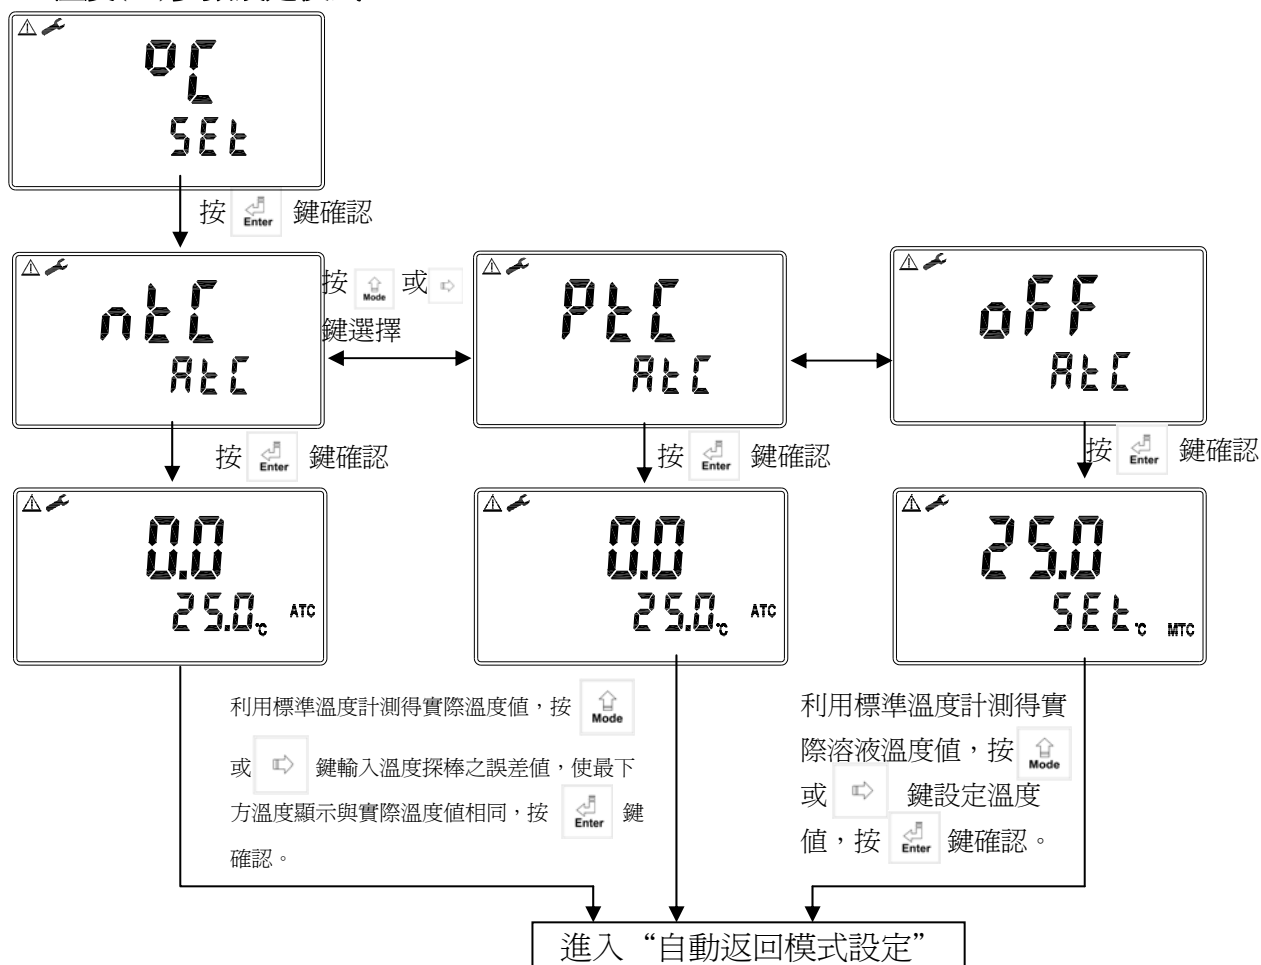 °C
SEt
按 Enter 鍵確認
ntC
AtC
按 Mode 或
鍵選擇
PtC
AtC
oFF
AtC
按 Enter 鍵確認
按 Enter 鍵確認
按 Enter 鍵確認
0.0
25.0 °C ATC
0.0
25.0 °C ATC
25.0
SEt °C MTC
利用標準溫度計測得實際溫度值，按 Mode
或 鍵輸入溫度探棒之誤差值，使最下
方溫度顯示與實際溫度值相同，按 Enter 鍵
確認。
利用標準溫度計測得實
際溶液溫度值，按 Mode
或 鍵設定溫度
值，按 Enter 鍵確認。
進入“自動返回模式設定”